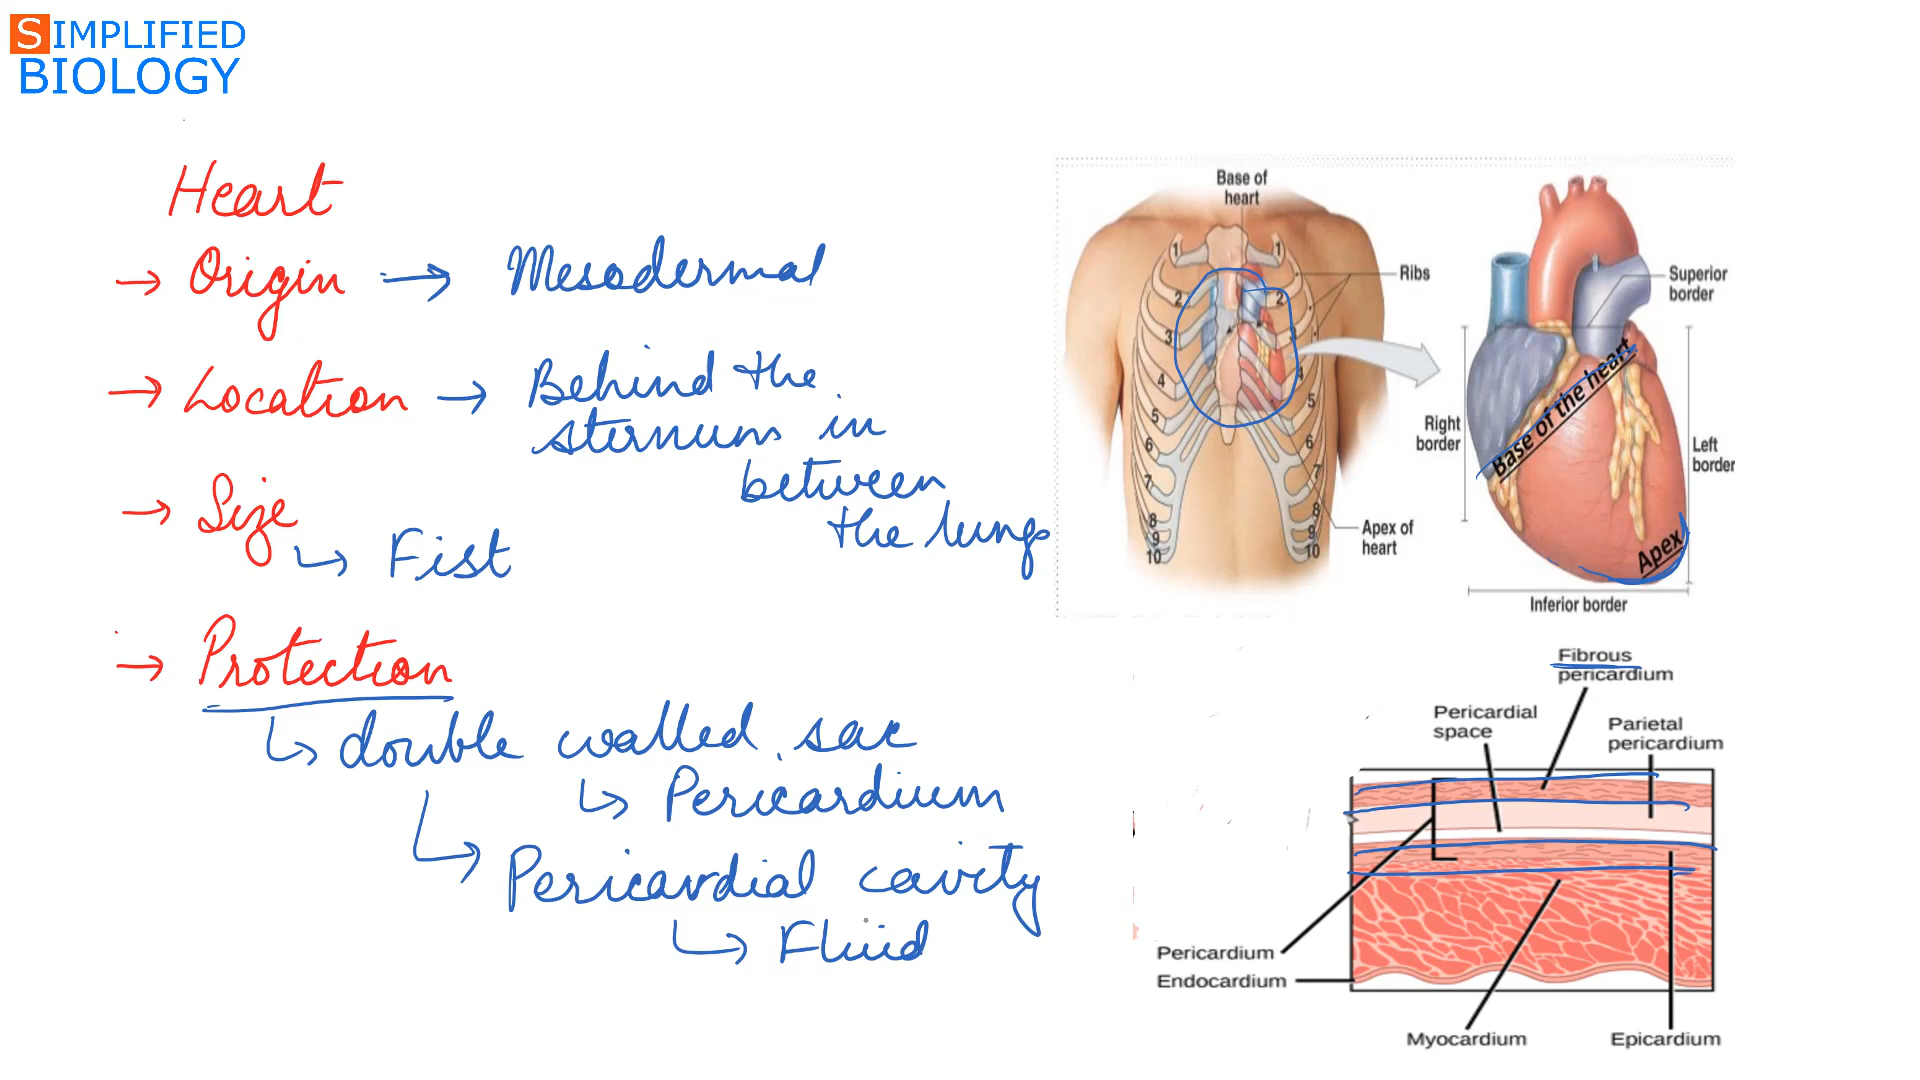 SIMPLIFIED
BIOLOGY
Heart
→ Origin → Mesodermal
→ Location → Behind the
sternum in
between
the lungs
→ Size
↳ Fist
→ Protection
↳ double walled sac
↳ Pericardium
↳ Pericardial cavity
↳ Fluid
Base of
heart
1 1
2 2
3 3
4 4
5 5
6 6
7 7
8 8
9 9
10 10
Ribs
Apex of
heart
Superior
border
Right
border
Left
border
Base of the heart
Apex
Inferior border
Fibrous
pericardium
Pericardial
space
Parietal
pericardium
Pericardium
Endocardium
Myocardium
Epicardium